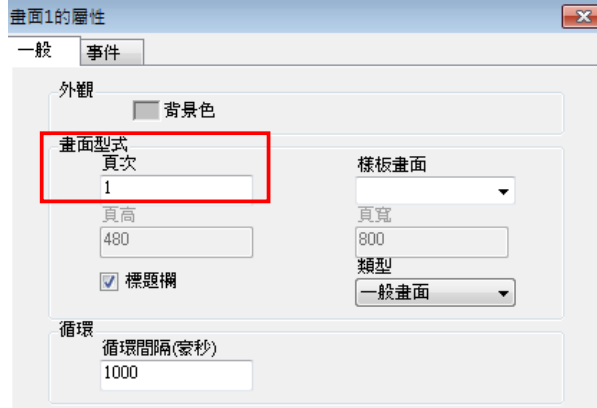 畫面1的屬性
一般 事件
外觀
背景色
畫面型式
頁次 樣板畫面
1
頁高 頁寬
480 800
標題欄 類型
一般畫面
循環
循環間隔(豪秒)
1000